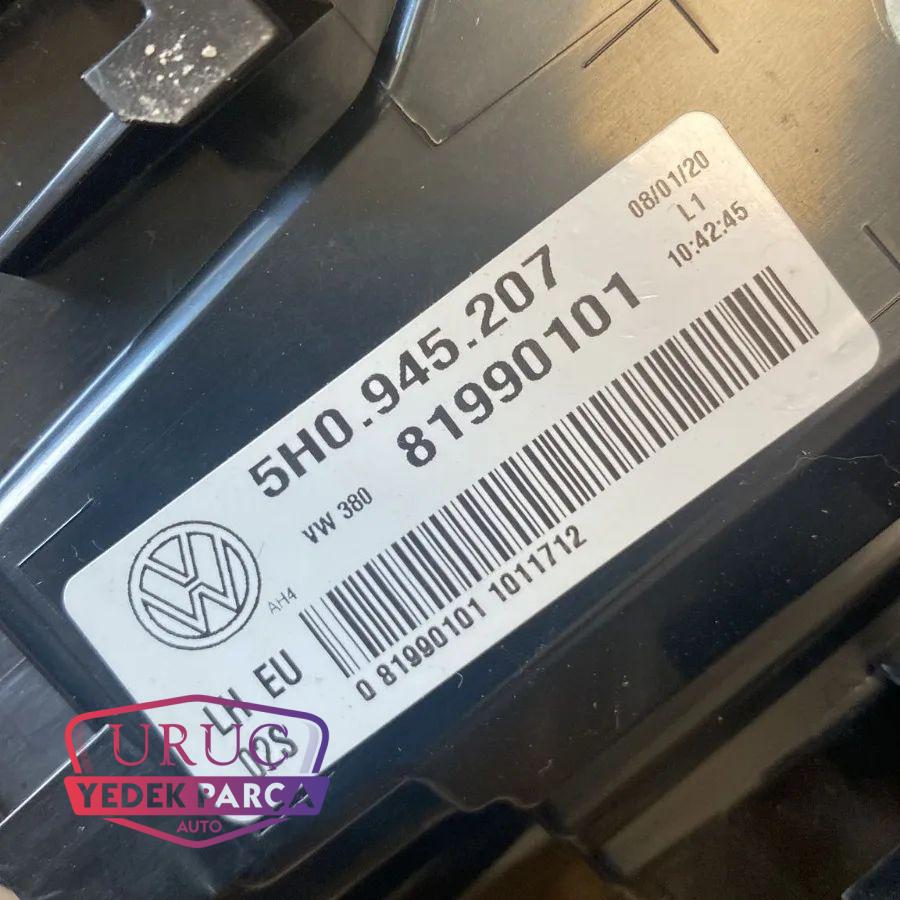 08/01/20
L1
10:42:45
5H0.945.207
VW 380 81990101
AH4
0 81990101 1011712
LH EU
02S
URUÇ
YEDEK PARÇA
AUTO